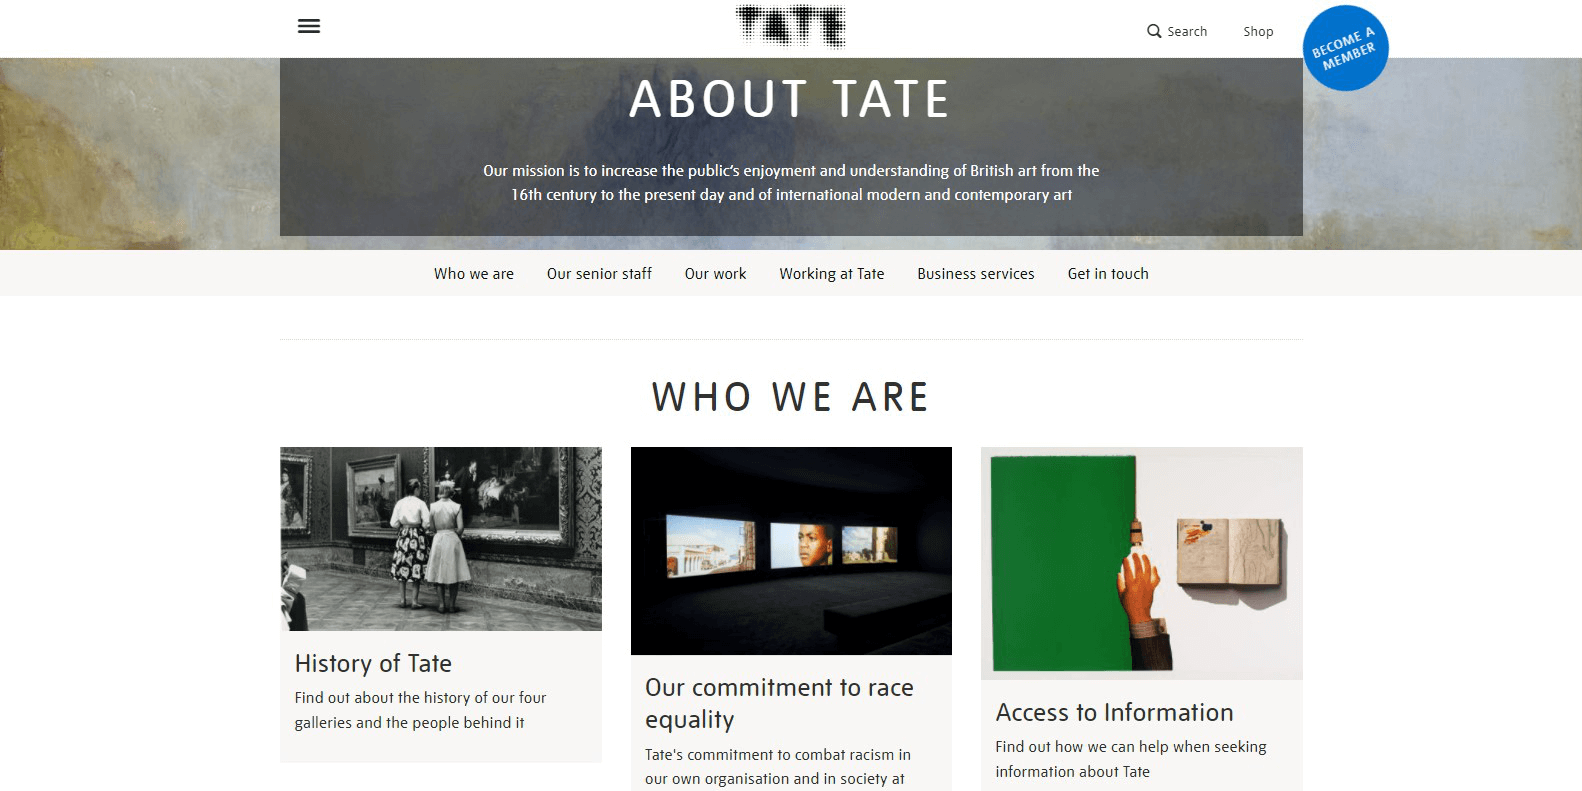 TATE
Search
Shop
BECOME A
MEMBER
ABOUT TATE
Our mission is to increase the public’s enjoyment and understanding of British art from the
16th century to the present day and of international modern and contemporary art
Who we are
Our senior staff
Our work
Working at Tate
Business services
Get in touch
WHO WE ARE
History of Tate
Find out about the history of our four
galleries and the people behind it
Our commitment to race
equality
Tate's commitment to combat racism in
our own organisation and in society at
Access to Information
Find out how we can help when seeking
information about Tate